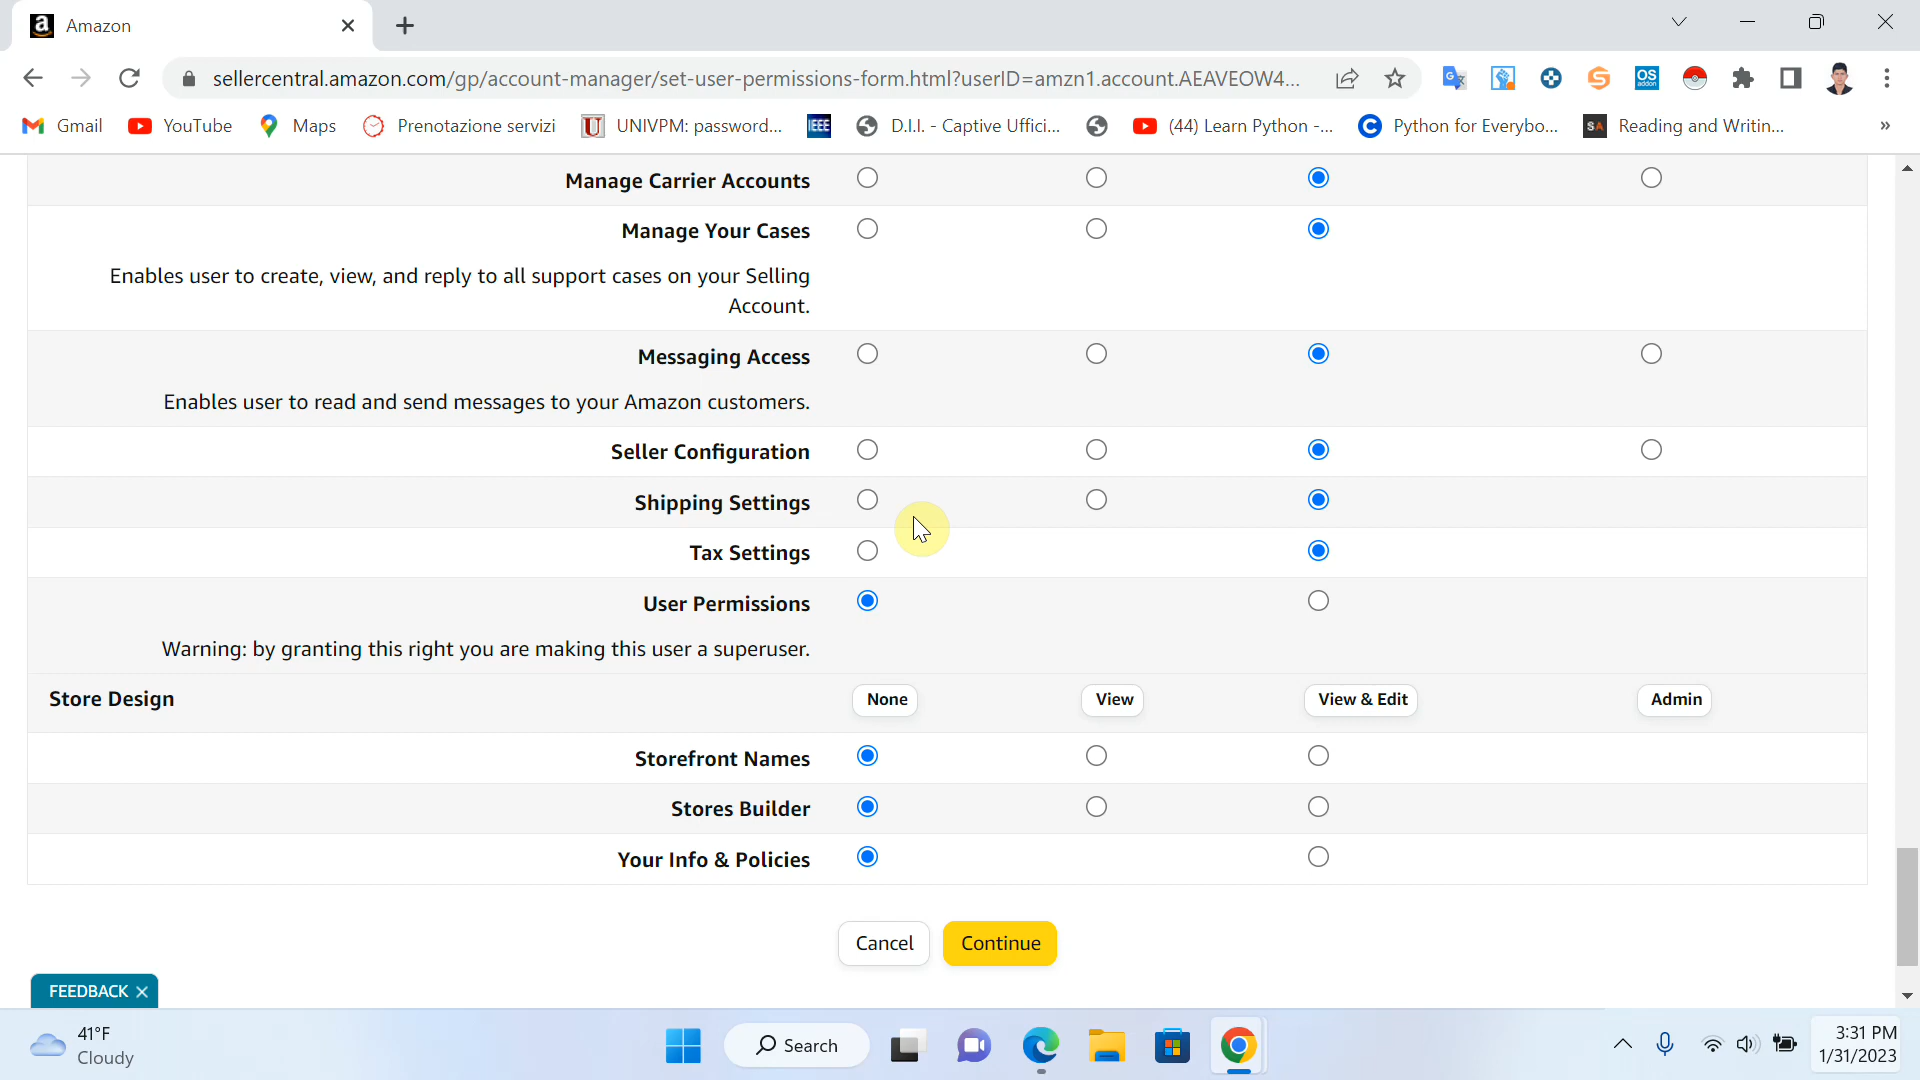 Amazon
sellercentral.amazon.com/gp/account-manager/set-user-permissions-form.html?userID=amzn1.account.AEAVEOW4...
Gmail YouTube Maps Prenotazione servizi UNIVPM: password... IEEE D.I.I. - Captive Uffici... (44) Learn Python -... Python for Everybo... SA Reading and Writin... »
Manage Carrier Accounts
Manage Your Cases
Enables user to create, view, and reply to all support cases on your Selling
Account.
Messaging Access
Enables user to read and send messages to your Amazon customers.
Seller Configuration
Shipping Settings
Tax Settings
User Permissions
Warning: by granting this right you are making this user a superuser.
Store Design None View View & Edit Admin
Storefront Names
Stores Builder
Your Info & Policies
Cancel Continue
FEEDBACK
41°F
Cloudy
Search
3:31 PM
1/31/2023